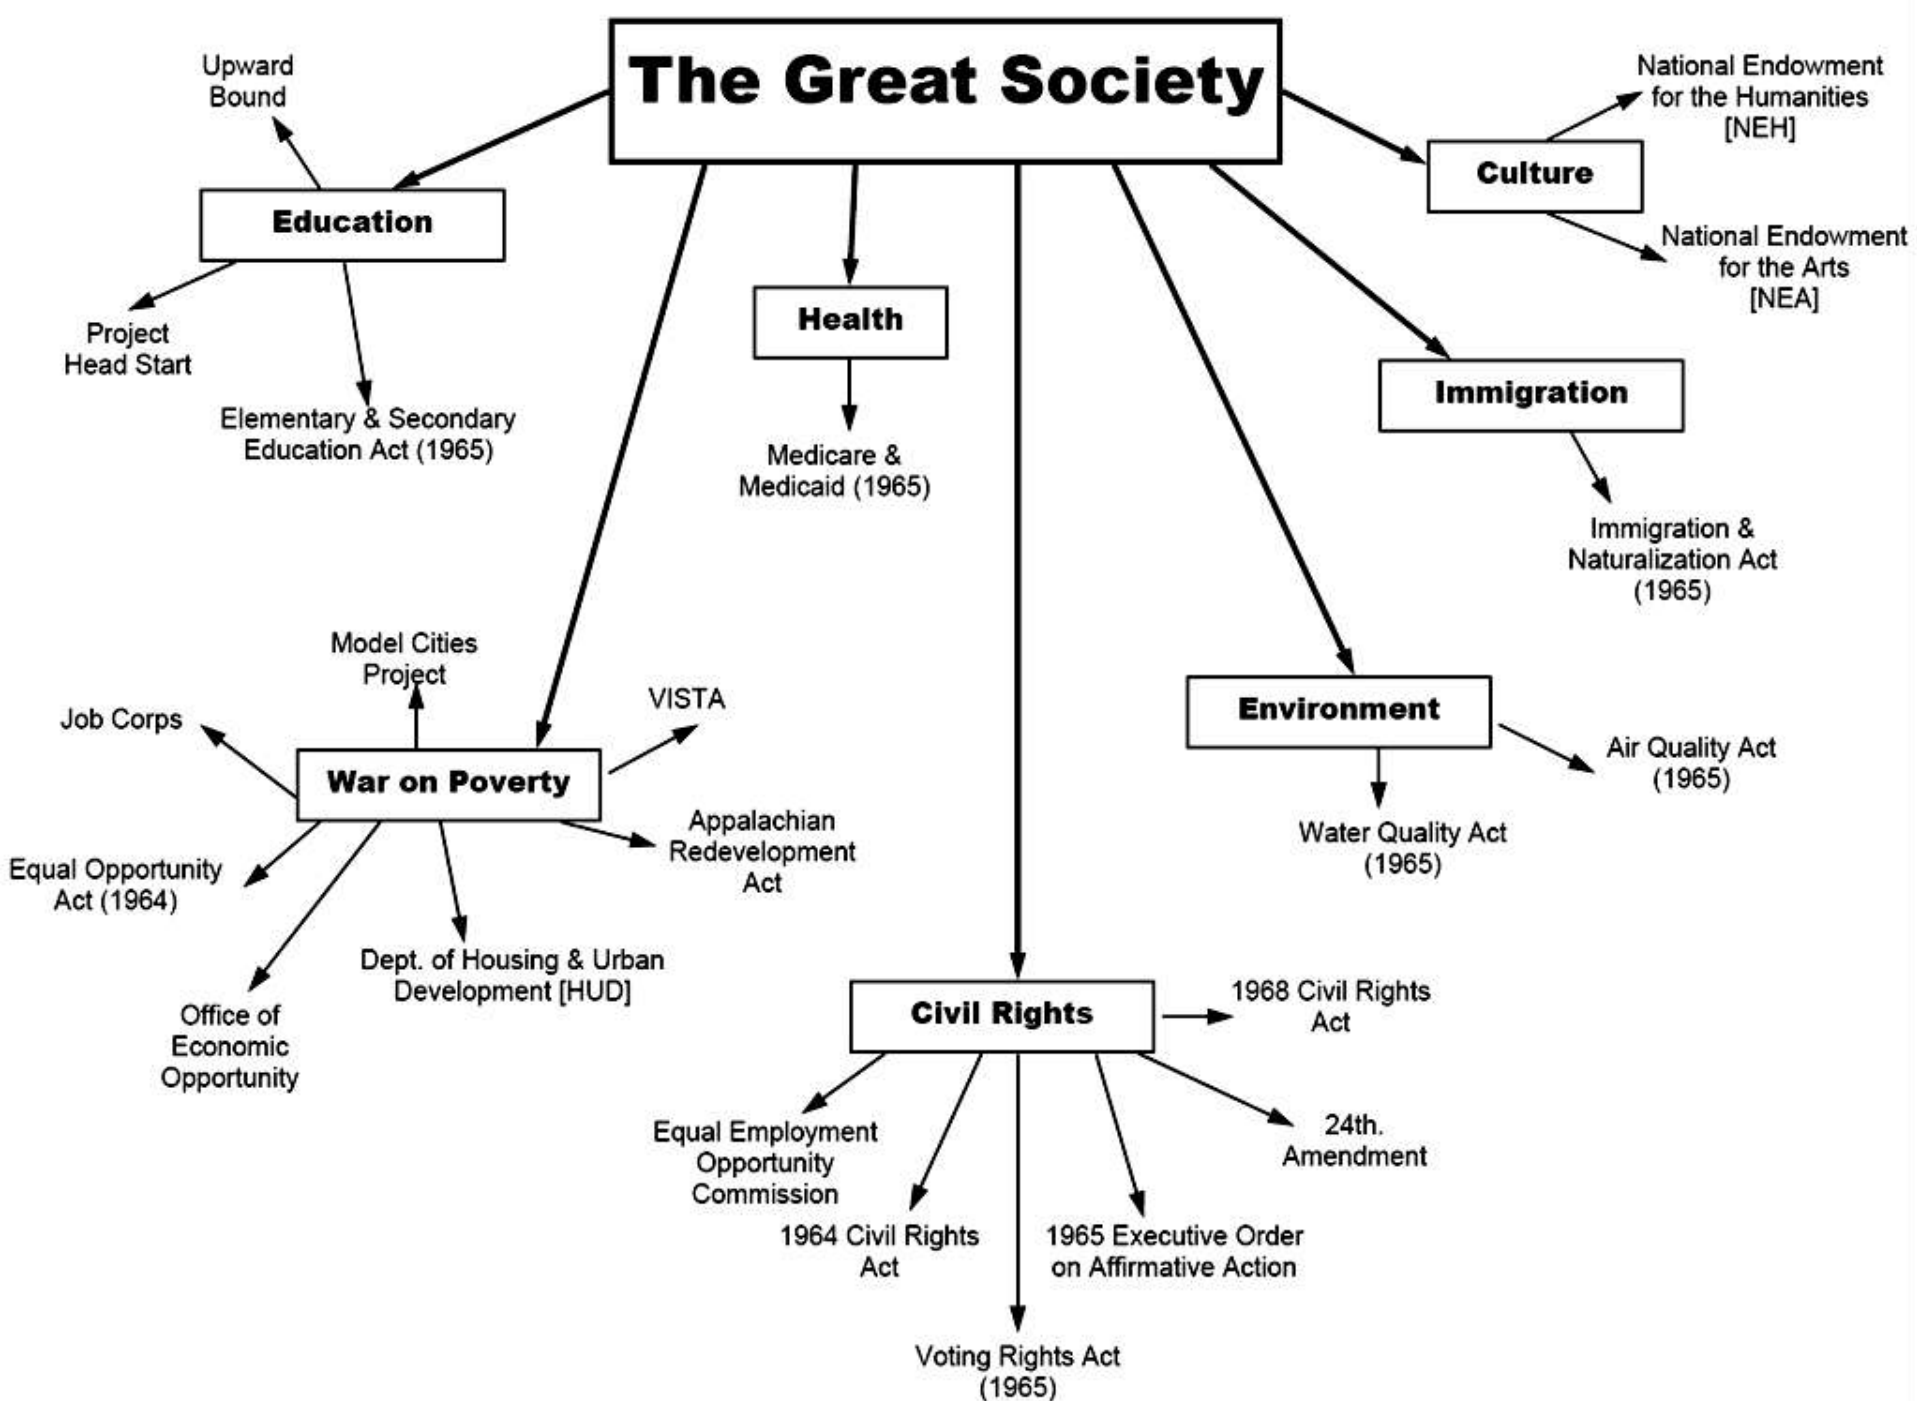 The Great Society
Upward
Bound
Education
Project
Head Start
Elementary & Secondary
Education Act (1965)
Health
Medicare &
Medicaid (1965)
National Endowment
for the Humanities
[NEH]
Culture
National Endowment
for the Arts
[NEA]
Immigration
Immigration &
Naturalization Act
(1965)
Model Cities
Project
Job Corps
VISTA
War on Poverty
Equal Opportunity
Act (1964)
Appalachian
Redevelopment
Act
Dept. of Housing & Urban
Development [HUD]
Office of
Economic
Opportunity
Environment
Air Quality Act
(1965)
Water Quality Act
(1965)
Civil Rights
1968 Civil Rights
Act
Equal Employment
Opportunity
Commission
1964 Civil Rights
Act
Voting Rights Act
(1965)
1965 Executive Order
on Affirmative Action
24th.
Amendment